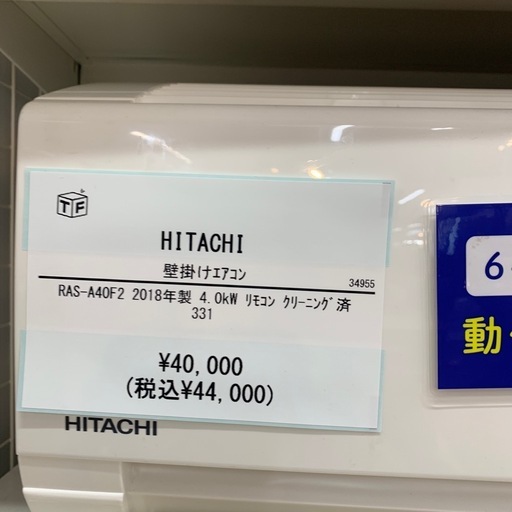 TF
HITACHI
壁掛けエアコン
34955
RAS-A40F2 2018年製 4.0kW リモコン クリーニング済
331
¥40,000
(税込¥44,000)
HITACHI
6
動